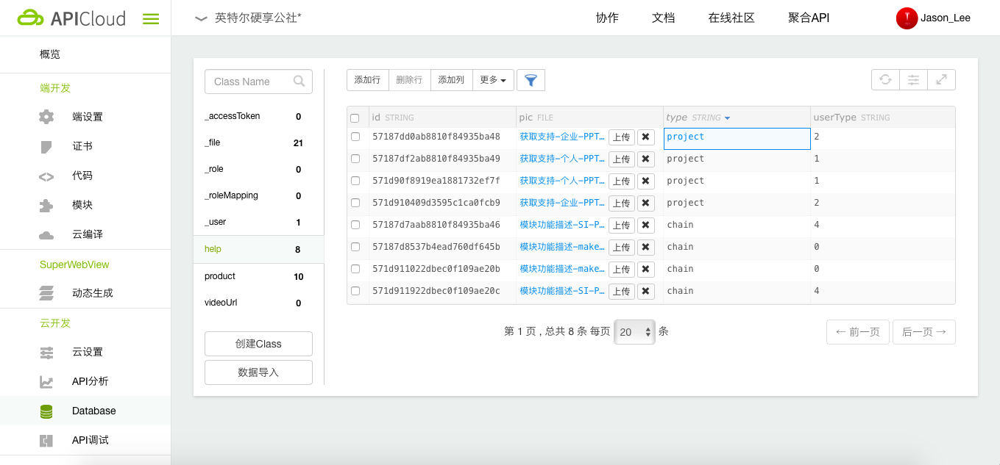 APICloud
英特尔硬享公社*
协作 文档 在线社区 聚合API Jason_Lee
概览
端开发
端设置
证书
代码
模块
云编译
SuperWebView
动态生成
云开发
云设置
API分析
Database
API调试
Class Name
_accessToken 0
_file 21
_role 0
_roleMapping 0
_user 1
help 8
product 10
videoUrl 0
创建Class
数据导入
添加行 删除行 添加列 更多
id STRING pic FILE type STRING userType STRING
57187dd0ab8810f84935ba48 获取支持-企业-PPT… 上传 ✖ project 2
57187df2ab8810f84935ba49 获取支持-个人-PPT… 上传 ✖ project 1
571d90f8919ea1881732ef7f 获取支持-个人-PPT… 上传 ✖ project 1
571d910409d3595c1ca0fcb9 获取支持-企业-PPT… 上传 ✖ project 2
57187d7aab8810f84935ba46 模块功能描述-SI-P… 上传 ✖ chain 4
57187d8537b4ead760df645b 模块功能描述-make… 上传 ✖ chain 0
571d911022dbec0f109ae20b 模块功能描述-make… 上传 ✖ chain 0
571d911922dbec0f109ae20c 模块功能描述-SI-P… 上传 ✖ chain 4
第 1 页 , 总共 8 条 每页 20 条
← 前一页 后一页 →